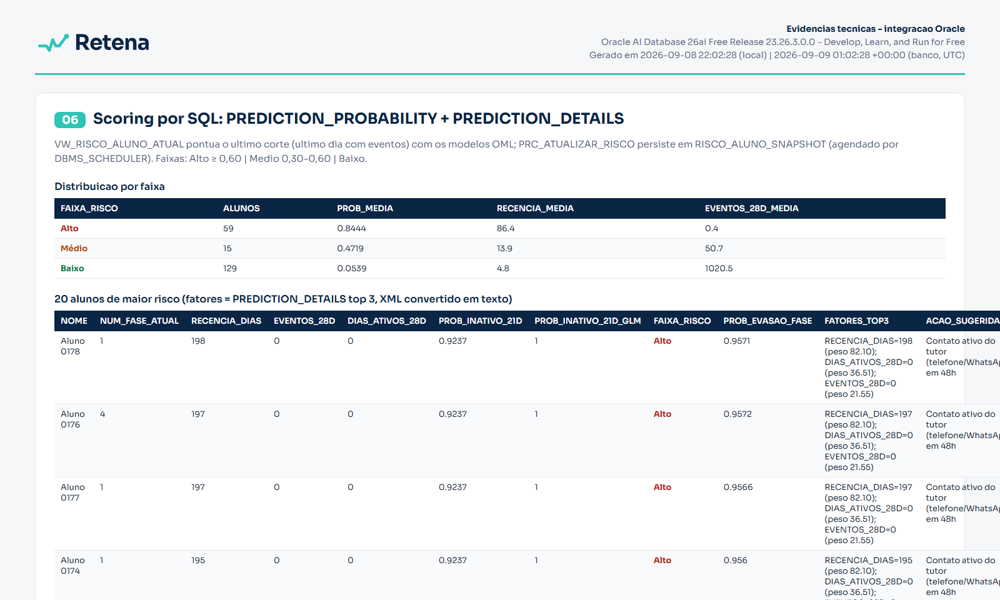 Retena
Evidencias tecnicas - integracao Oracle
Oracle AI Database 26ai Free Release 23.26.3.0.0 - Develop, Learn, and Run for Free
Gerado em 2026-09-08 22:02:28 (local) | 2026-09-09 01:02:28 +00:00 (banco, UTC)
06 Scoring por SQL: PREDICTION_PROBABILITY + PREDICTION_DETAILS
VW_RISCO_ALUNO_ATUAL pontua o ultimo corte (ultimo dia com eventos) com os modelos OML; PRC_ATUALIZAR_RISCO persiste em RISCO_ALUNO_SNAPSHOT (agendado por
DBMS_SCHEDULER). Faixas: Alto ≥ 0,60 | Medio 0,30-0,60 | Baixo.
Distribuicao por faixa
FAIXA_RISCO ALUNOS PROB_MEDIA RECENCIA_MEDIA EVENTOS_28D_MEDIA
Alto 59 0.8444 86.4 0.4
Médio 15 0.4719 13.9 50.7
Baixo 129 0.0539 4.8 1020.5
20 alunos de maior risco (fatores = PREDICTION_DETAILS top 3, XML convertido em texto)
NOME NUM_FASE_ATUAL RECENCIA_DIAS EVENTOS_28D DIAS_ATIVOS_28D PROB_INATIVO_21D PROB_INATIVO_21D_GLM FAIXA_RISCO PROB_EVASAO_FASE FATORES_TOP3 ACAO_SUGERIDA
Aluno 1 198 0 0 0.9237 1 Alto 0.9571 RECENCIA_DIAS=198 Contato ativo do
0178 (peso 82.10); tutor
DIAS_ATIVOS_28D=0 (telefone/WhatsAp
(peso 36.51); em 48h
EVENTOS_28D=0
(peso 21.55)
Aluno 4 197 0 0 0.9237 1 Alto 0.9572 RECENCIA_DIAS=197 Contato ativo do
0176 (peso 82.10); tutor
DIAS_ATIVOS_28D=0 (telefone/WhatsAp
(peso 36.51); em 48h
EVENTOS_28D=0
(peso 21.55)
Aluno 1 197 0 0 0.9237 1 Alto 0.9566 RECENCIA_DIAS=197 Contato ativo do
0177 (peso 82.10); tutor
DIAS_ATIVOS_28D=0 (telefone/WhatsAp
(peso 36.51); em 48h
EVENTOS_28D=0
(peso 21.55)
Aluno 1 195 0 0 0.9237 1 Alto 0.956 RECENCIA_DIAS=195 Contato ativo do
0174 (peso 82.10); tutor
DIAS_ATIVOS_28D=0 (telefone/WhatsAp
(peso 36.51); em 48h